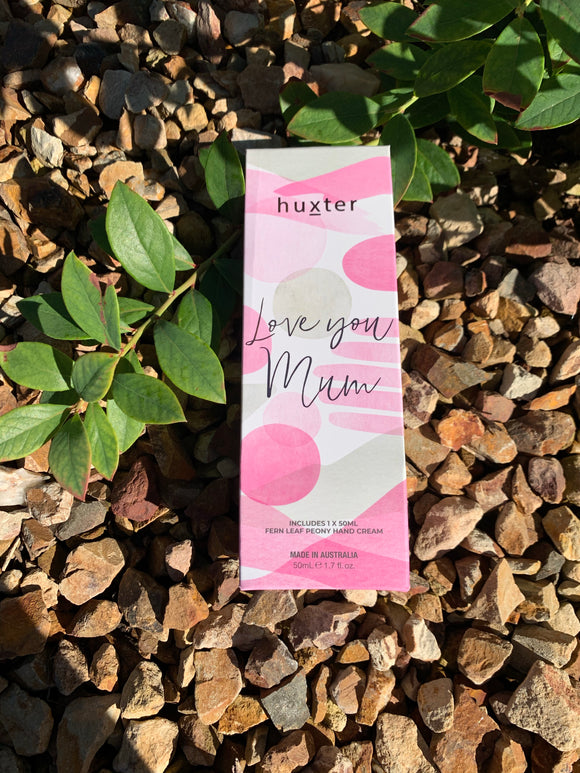 huxter
Love you
Mum
INCLUDES 1 X 50ML
FERN LEAF PEONY HAND CREAM
MADE IN AUSTRALIA
50mL ℮ 1.7 fl. oz.